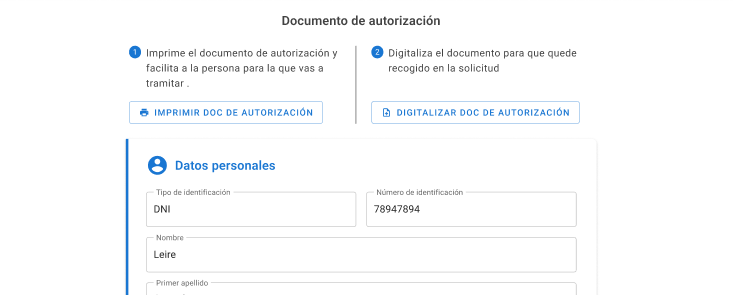 Documento de autorización
1 Imprime el documento de autorización y
facilita a la persona para la que vas a
tramitar .
IMPRIMIR DOC DE AUTORIZACIÓN
2 Digitaliza el documento para que quede
recogido en la solicitud
DIGITALIZAR DOC DE AUTORIZACIÓN
Datos personales
Tipo de identificación
DNI
Número de identificación
78947894
Nombre
Leire
Primer apellido